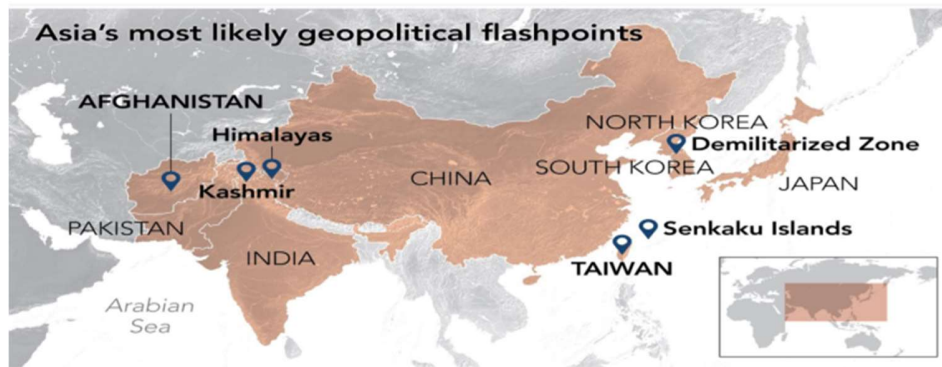 Asia's most likely geopolitical flashpoints
AFGHANISTAN
Himalayas
Kashmir
NORTH KOREA
Demilitarized Zone
SOUTH KOREA
CHINA
JAPAN
PAKISTAN
INDIA
Senkaku Islands
TAIWAN
Arabian
Sea